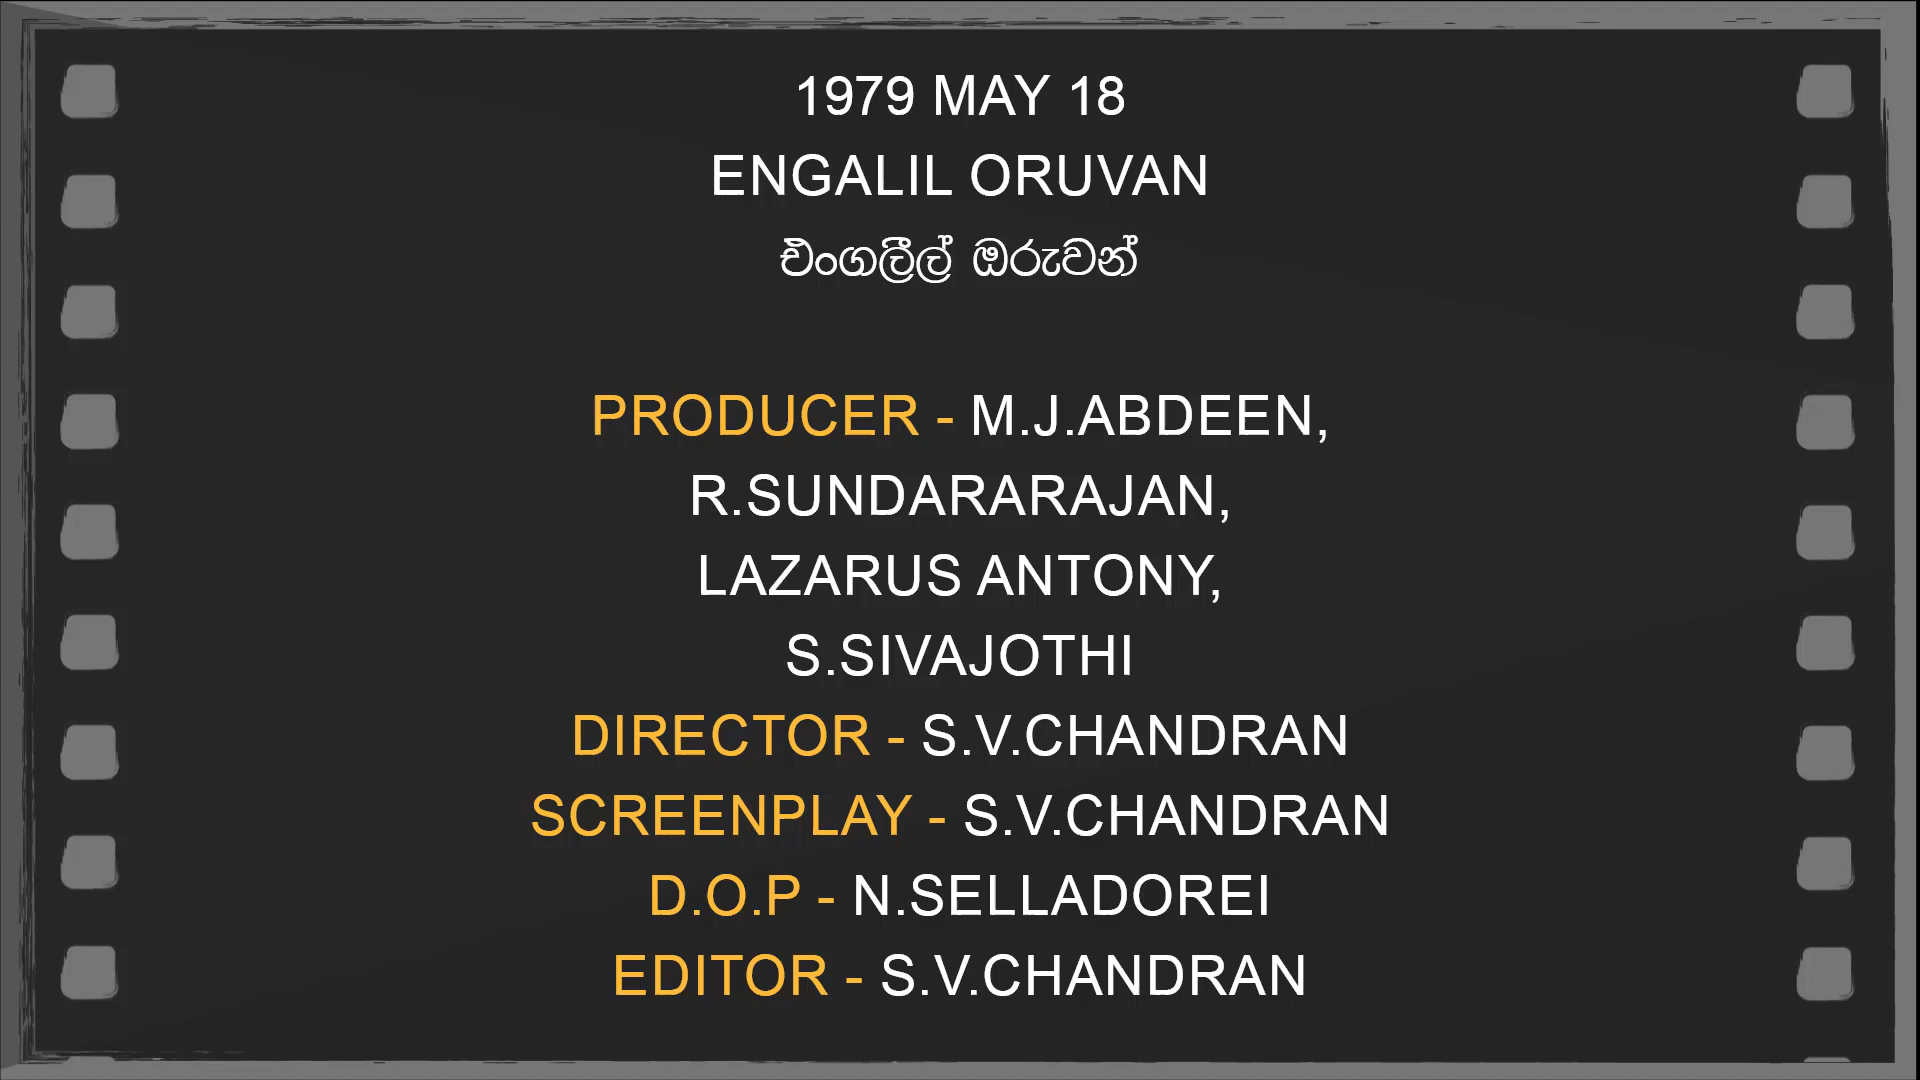 1979 MAY 18
ENGALIL ORUVAN
එංගලීල් ඔරුවන්
PRODUCER - M.J.ABDEEN,
R.SUNDARARAJAN,
LAZARUS ANTONY,
S.SIVAJOTHI
DIRECTOR - S.V.CHANDRAN
SCREENPLAY - S.V.CHANDRAN
D.O.P - N.SELLADOREI
EDITOR - S.V.CHANDRAN